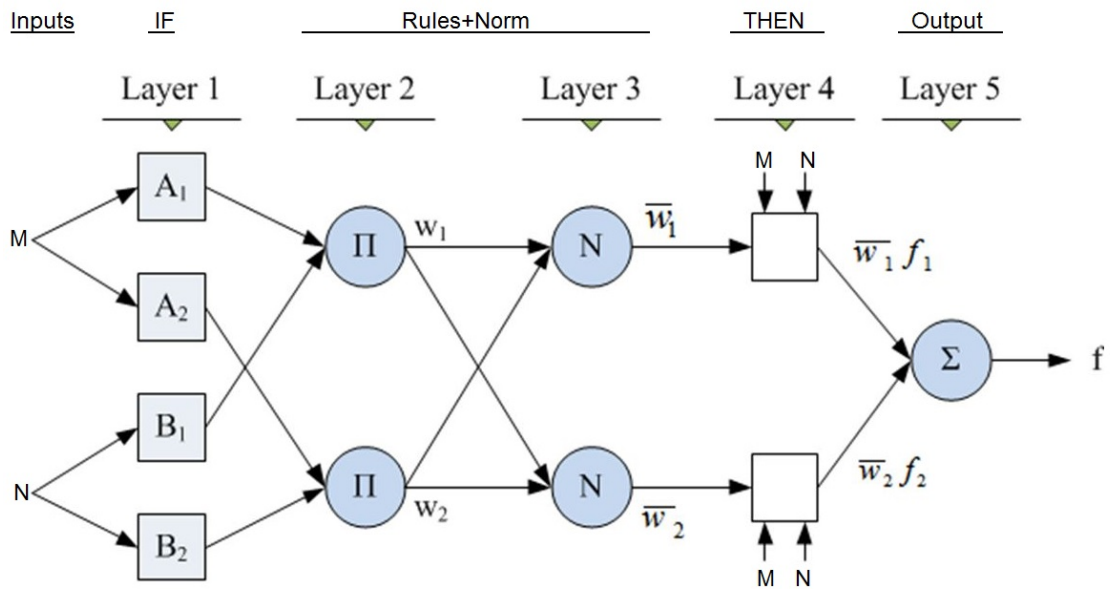 Inputs IF Rules+Norm THEN Output
Layer 1 Layer 2 Layer 3 Layer 4 Layer 5
M N
A₁
M
Π w₁ N w̅₁
w̅₁ f₁
A₂
Σ f
B₁
w̅₂ f₂
N
Π w₂ N w̅₂
B₂
M N